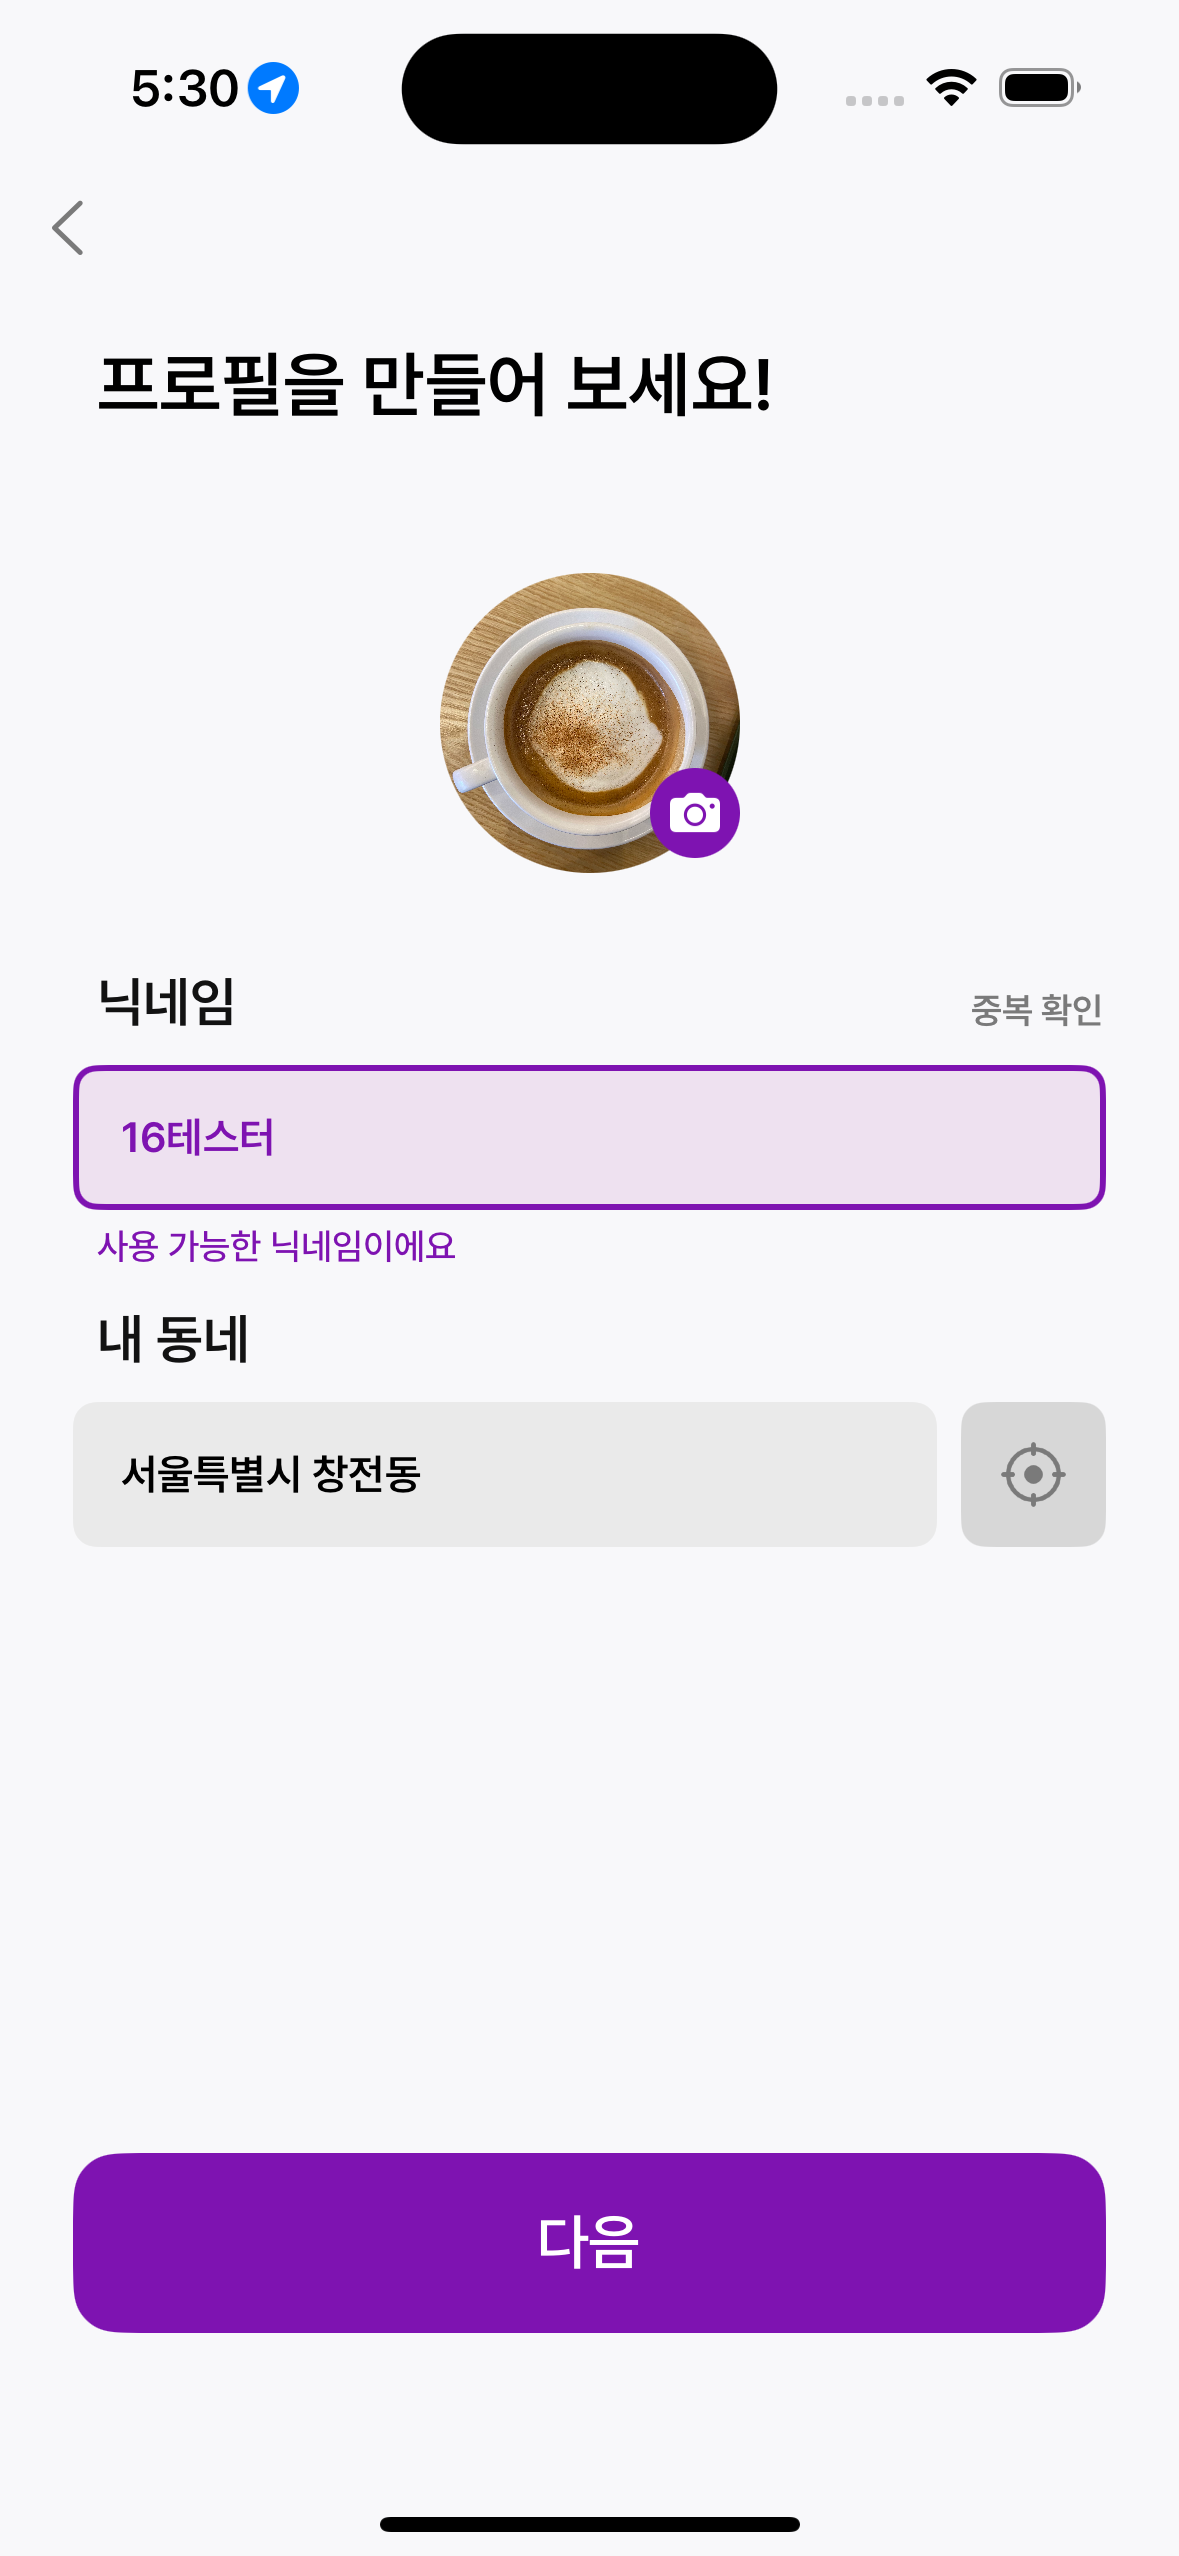 5:30
프로필을 만들어 보세요!
닉네임
중복 확인
16테스터
사용 가능한 닉네임이에요
내 동네
서울특별시 창전동
다음